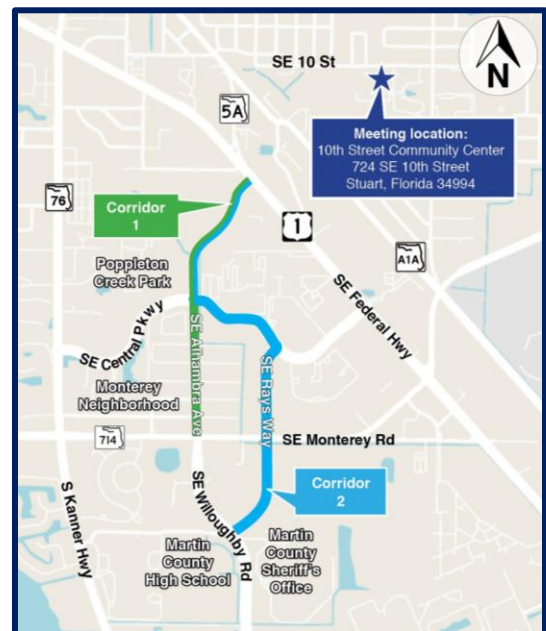 SE 10 St
N
5A
Meeting location:
10th Street Community Center
724 SE 10th Street
Stuart, Florida 34994
76
Corridor
1
1
A1A
Poppleton
Creek Park
SE Federal Hwy
SE Central Pkwy
SE Alhambra Ave
SE Rays Way
Monterey
Neighborhood
714
SE Monterey Rd
S Kanner Hwy
SE Willoughby Rd
Corridor
2
Martin
County
High School
Martin
County
Sheriff's
Office